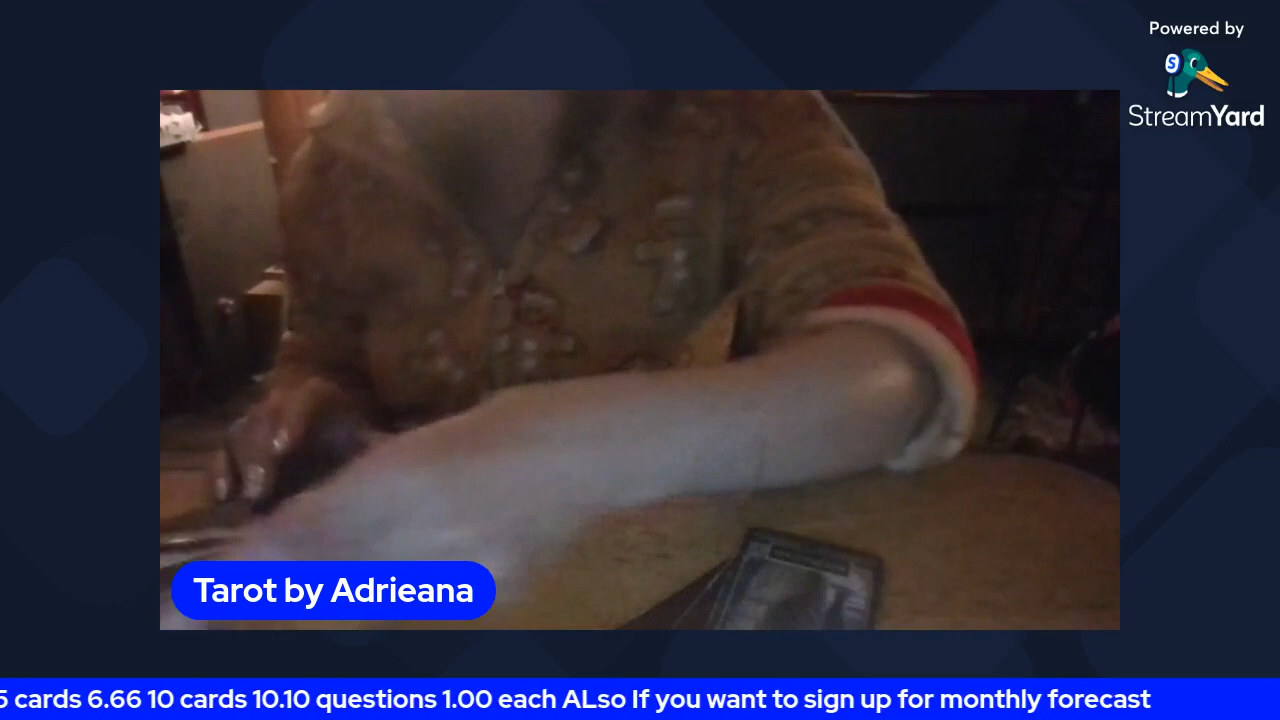 Powered by
S
StreamYard
Tarot by Adrieana
5 cards 6.66 10 cards 10.10 questions 1.00 each ALso If you want to sign up for monthly forecast